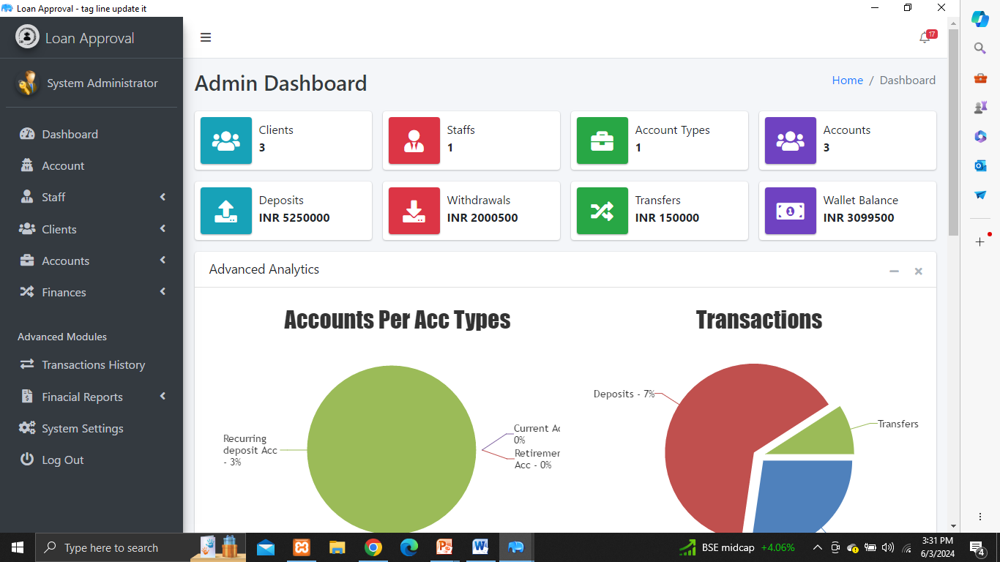 Loan Approval - tag line update it
Loan Approval
17
System Administrator
Admin Dashboard
Home / Dashboard
Dashboard
Account
Staff
Clients
Accounts
Finances
Advanced Modules
Transactions History
Finacial Reports
System Settings
Log Out
Clients
3
Staffs
1
Account Types
1
Accounts
3
Deposits
INR 5250000
Withdrawals
INR 2000500
Transfers
INR 150000
Wallet Balance
INR 3099500
Advanced Analytics
Accounts Per Acc Types
Recurring
deposit Acc
- 3%
Current Ac
0%
Retiremer
Acc - 0%
Transactions
Deposits - 7%
Transfers
Type here to search
BSE midcap +4.06%
3:31 PM
6/3/2024
4